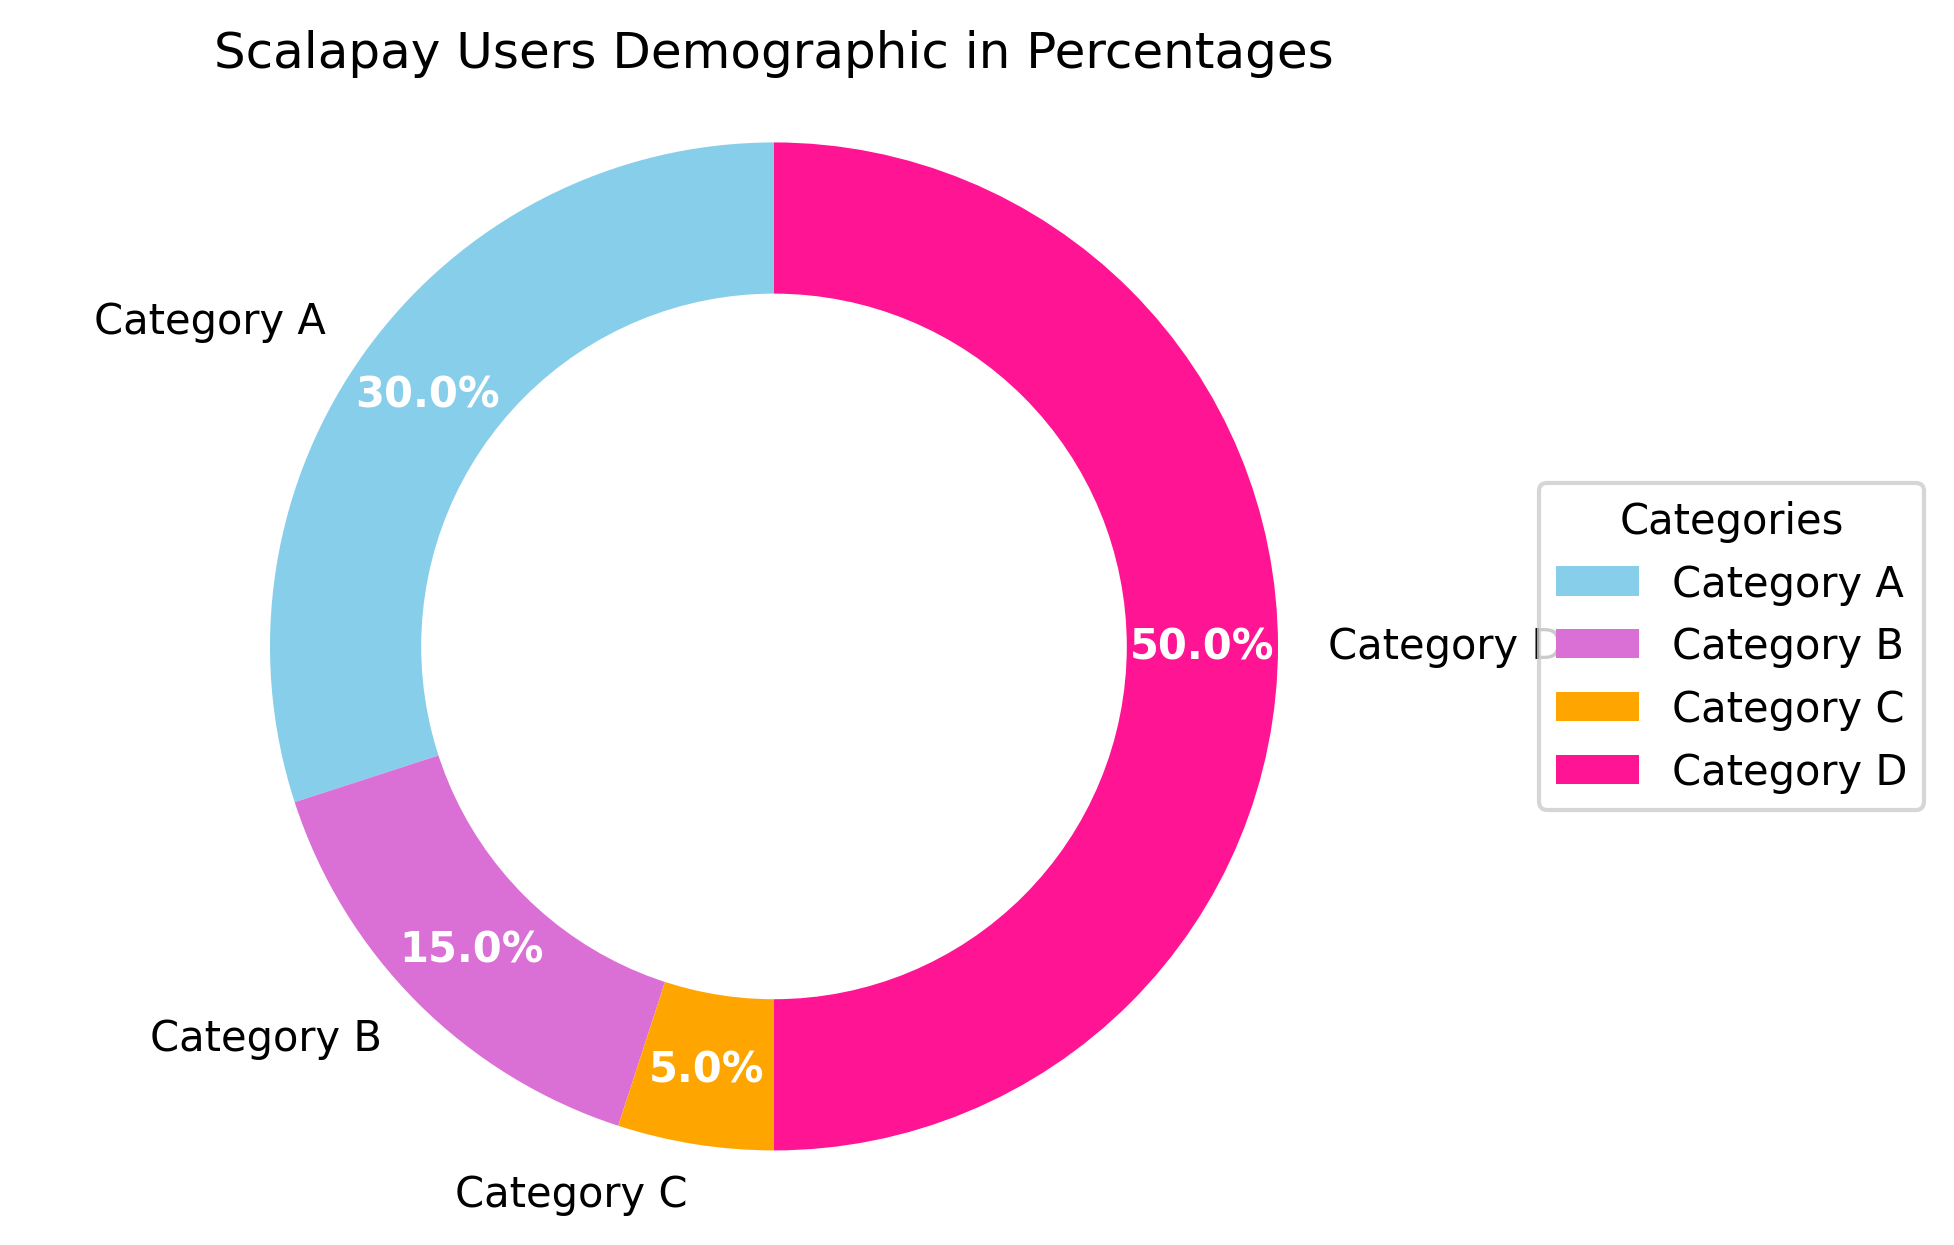 Scalapay Users Demographic in Percentages
Category A
30.0%
50.0%
Category D
15.0%
Category B
5.0%
Category C
Categories
Category A
Category B
Category C
Category D